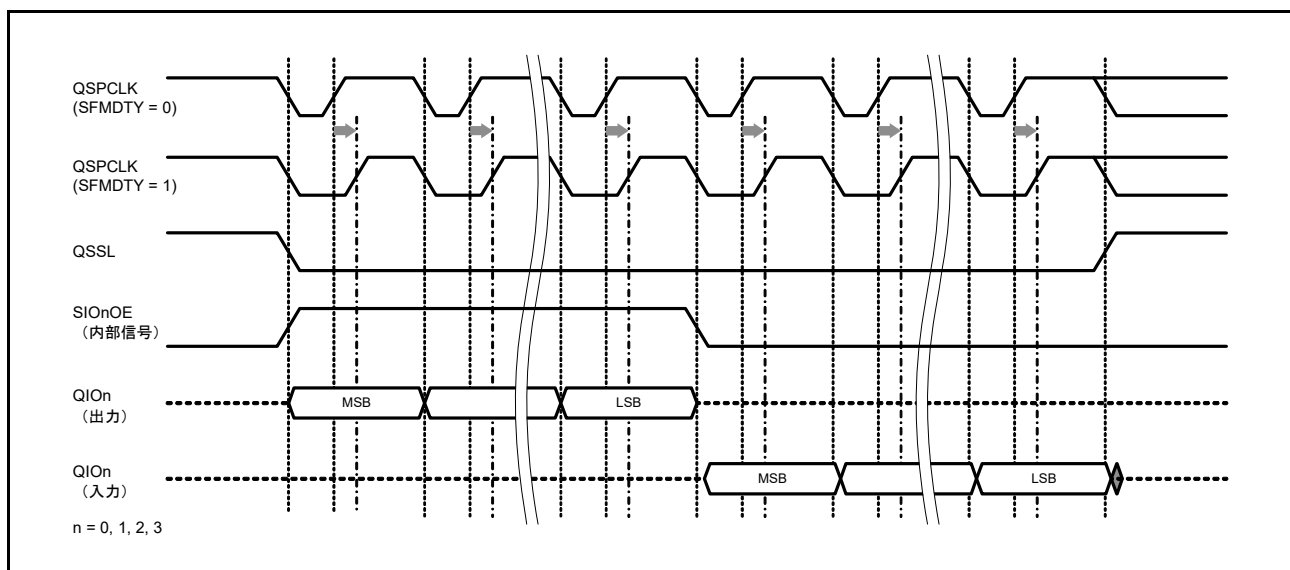 QSPCLK
(SFMDTY = 0)
QSPCLK
(SFMDTY = 1)
QSSL
SIOnOE
（内部信号）
QIOn
（出力）
MSB
LSB
QIOn
（入力）
MSB
LSB
n = 0, 1, 2, 3